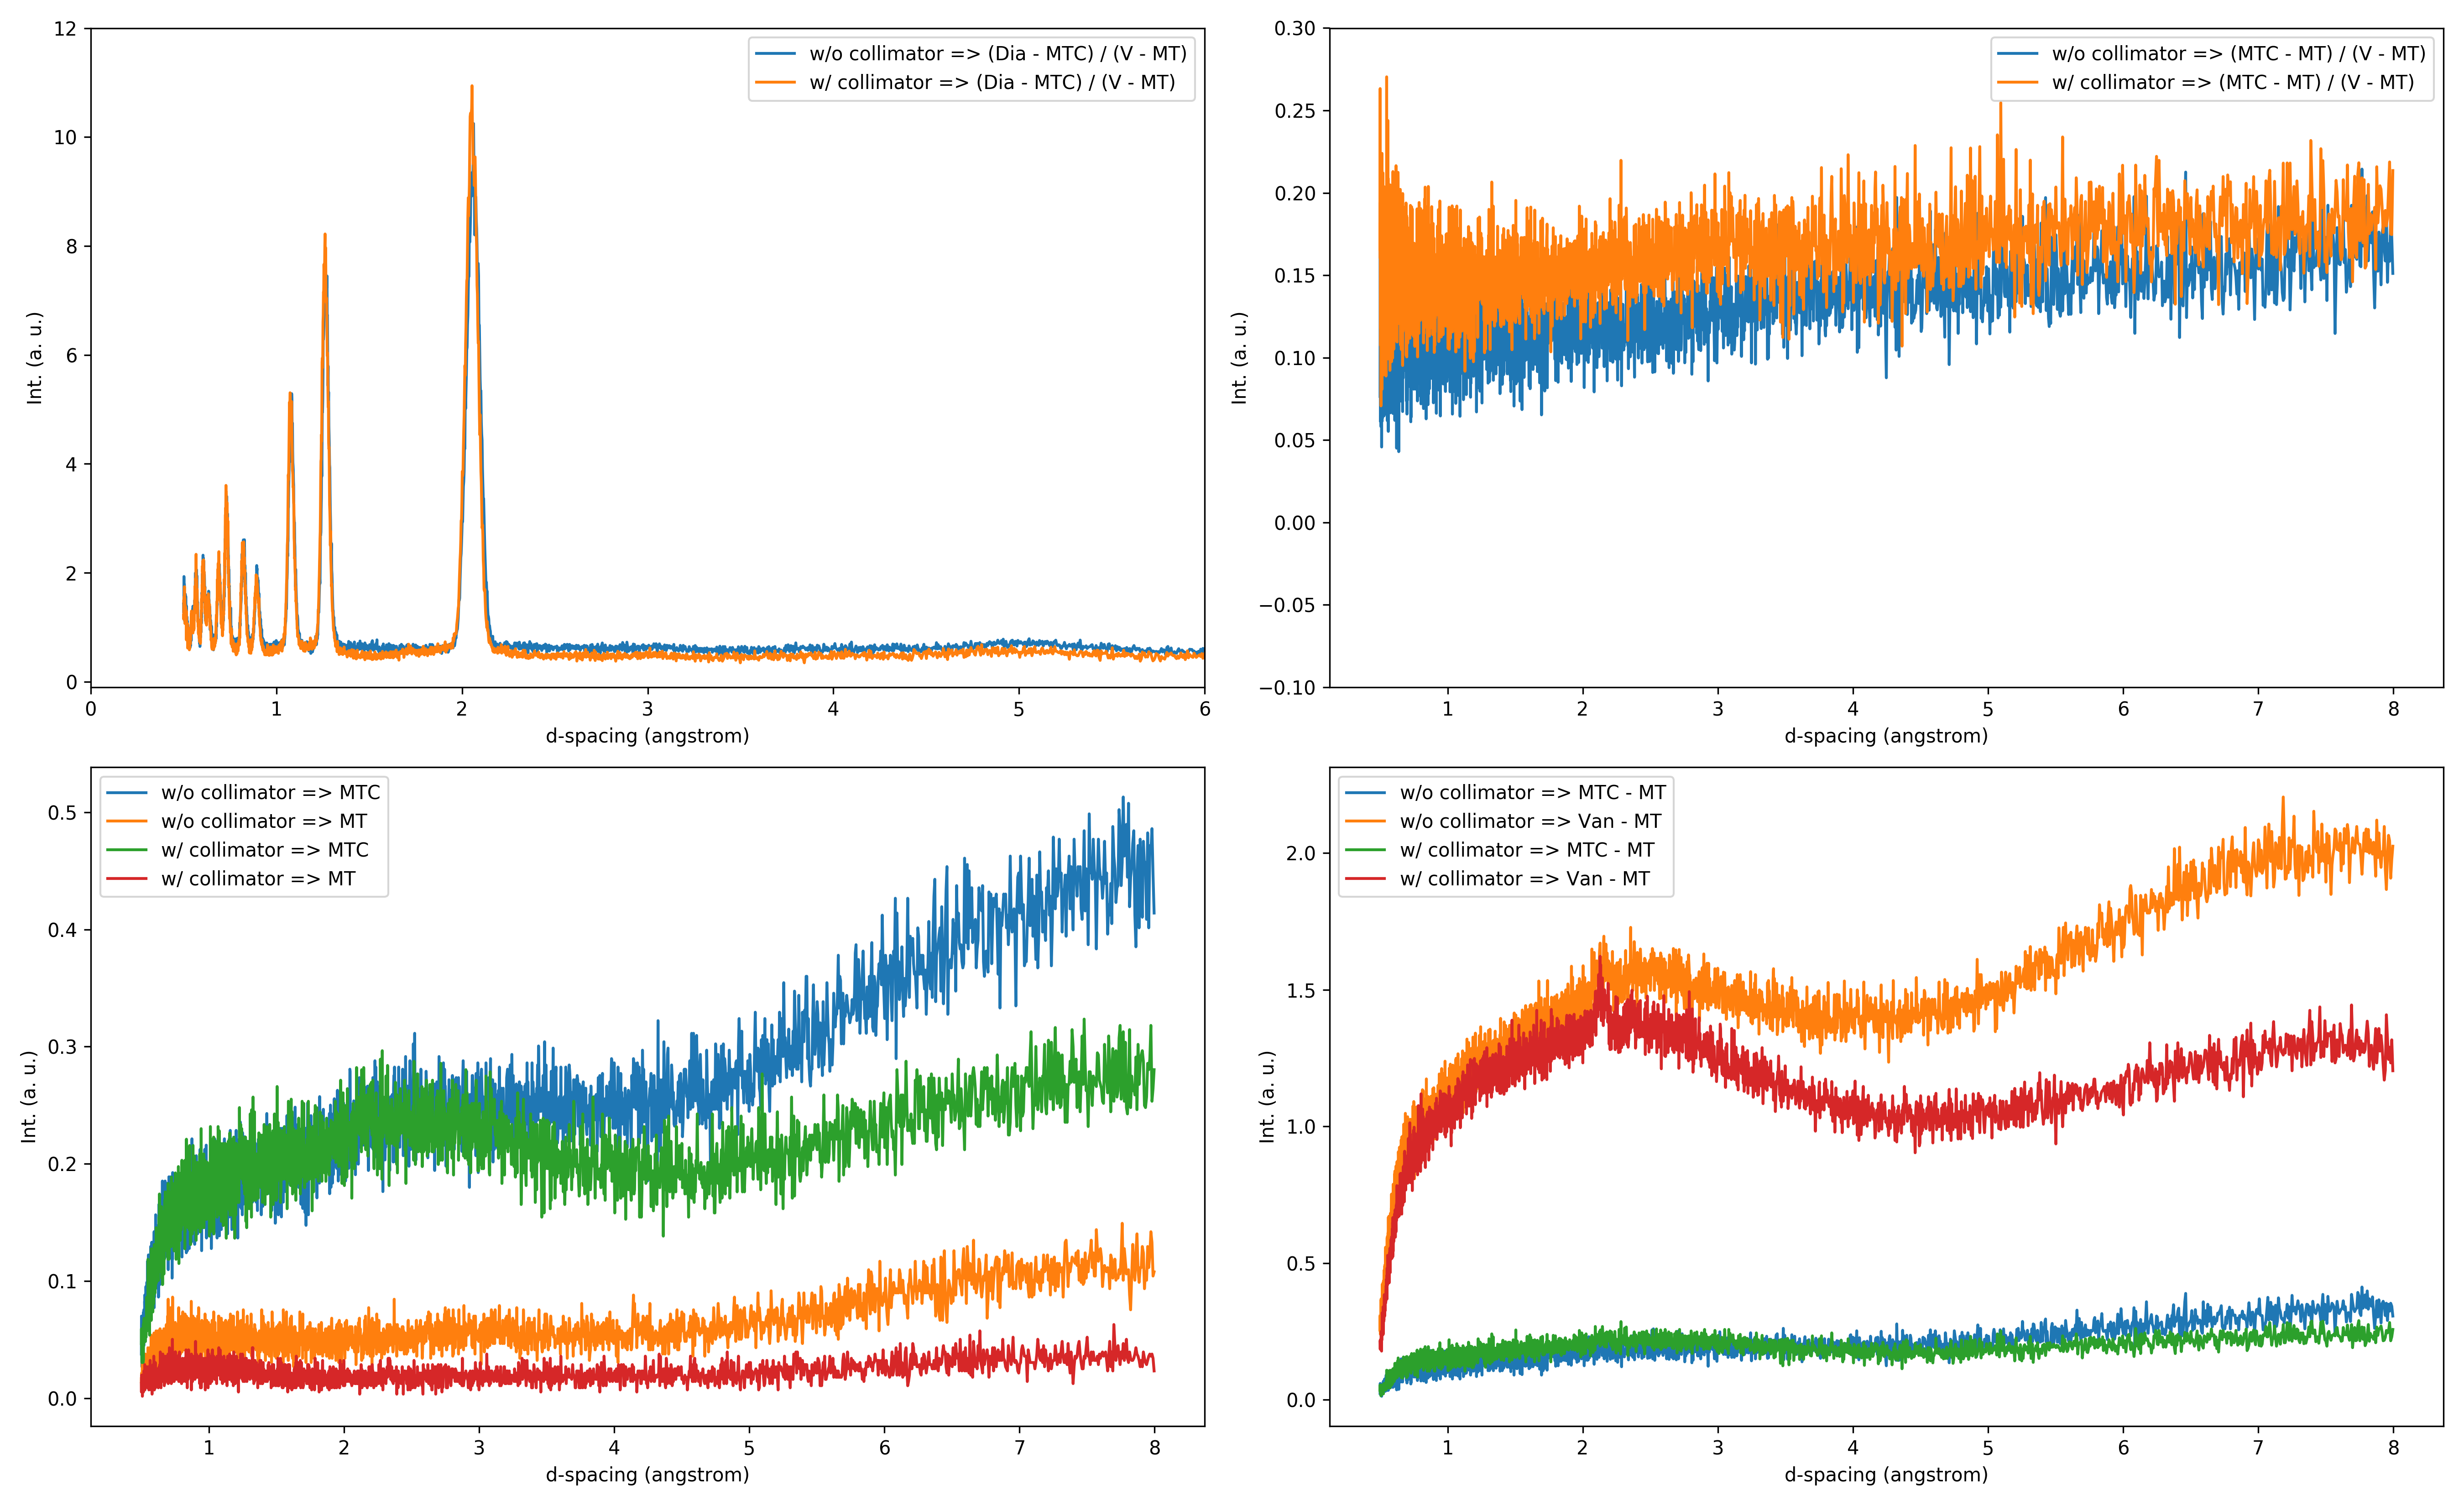 w/o collimator => (Dia - MTC) / (V - MT)
w/ collimator => (Dia - MTC) / (V - MT)
12
10
8
6
4
2
0
Int. (a. u.)
0 1 2 3 4 5 6
d-spacing (angstrom)
w/o collimator => (MTC - MT) / (V - MT)
w/ collimator => (MTC - MT) / (V - MT)
0.30
0.25
0.20
0.15
0.10
0.05
0.00
−0.05
−0.10
Int. (a. u.)
1 2 3 4 5 6 7 8
d-spacing (angstrom)
w/o collimator => MTC
w/o collimator => MT
w/ collimator => MTC
w/ collimator => MT
0.5
0.4
0.3
0.2
0.1
0.0
Int. (a. u.)
1 2 3 4 5 6 7 8
d-spacing (angstrom)
w/o collimator => MTC - MT
w/o collimator => Van - MT
w/ collimator => MTC - MT
w/ collimator => Van - MT
2.0
1.5
1.0
0.5
0.0
Int. (a. u.)
1 2 3 4 5 6 7 8
d-spacing (angstrom)